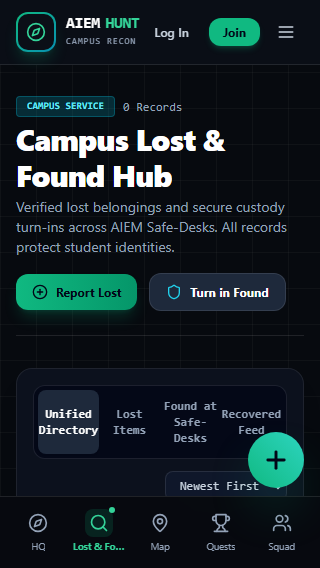 AIEM HUNT
CAMPUS RECON
Log In
Join
CAMPUS SERVICE
0 Records
Campus Lost &
Found Hub
Verified lost belongings and secure custody
turn-ins across AIEM Safe-Desks. All records
protect student identities.
Report Lost
Turn in Found
Unified
Directory
Lost
Items
Found at
Safe-
Desks
Recovered
Feed
Newest First
HQ
Lost & Fo...
Map
Quests
Squad